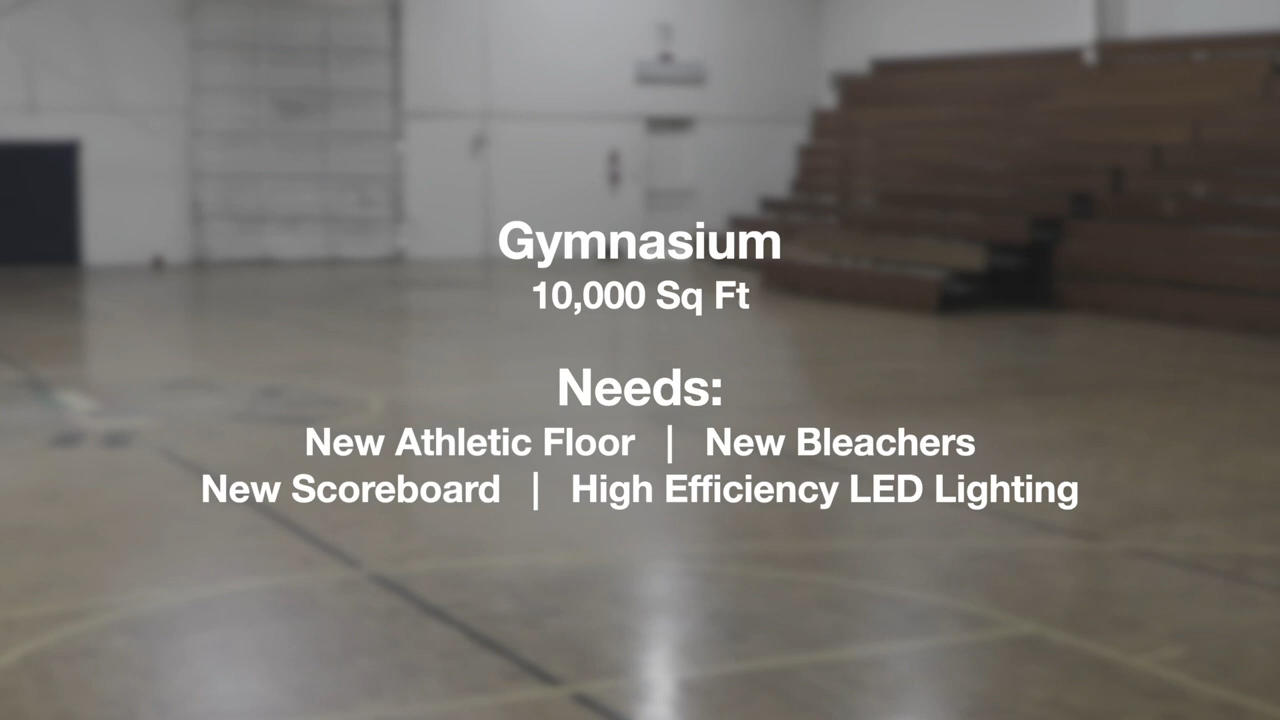 Gymnasium
10,000 Sq Ft
Needs:
New Athletic Floor | New Bleachers
New Scoreboard | High Efficiency LED Lighting